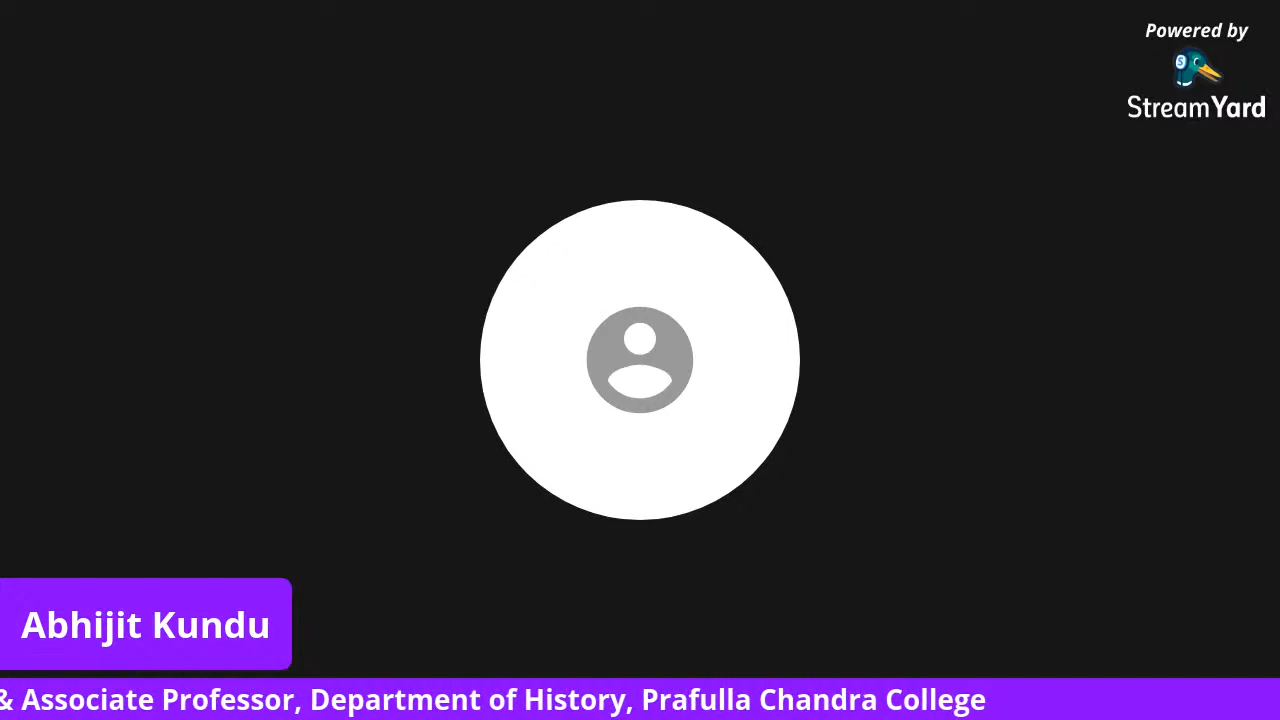 Powered by
StreamYard
Abhijit Kundu
& Associate Professor, Department of History, Prafulla Chandra College